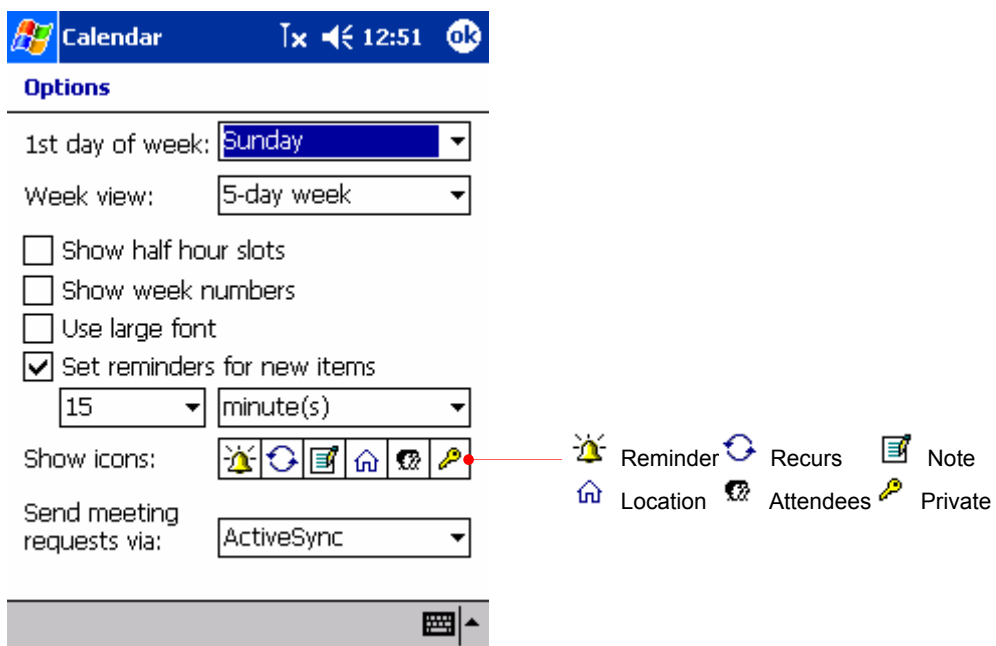 Calendar 12:51 ok
Options
1st day of week: Sunday
Week view: 5-day week
Show half hour slots
Show week numbers
Use large font
Set reminders for new items
15 minute(s)
Show icons:
Reminder Recurs Note
Location Attendees Private
Send meeting
requests via: ActiveSync